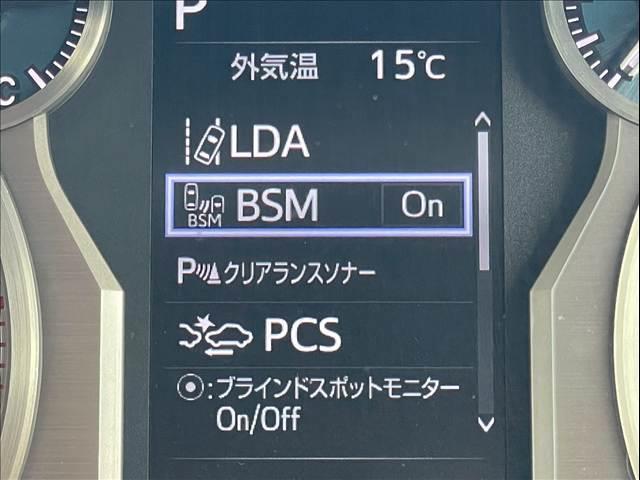 P
外気温 15℃
LDA
BSM BSM On
P クリアランスソナー
PCS
:ブラインドスポットモニター
On/Off
C